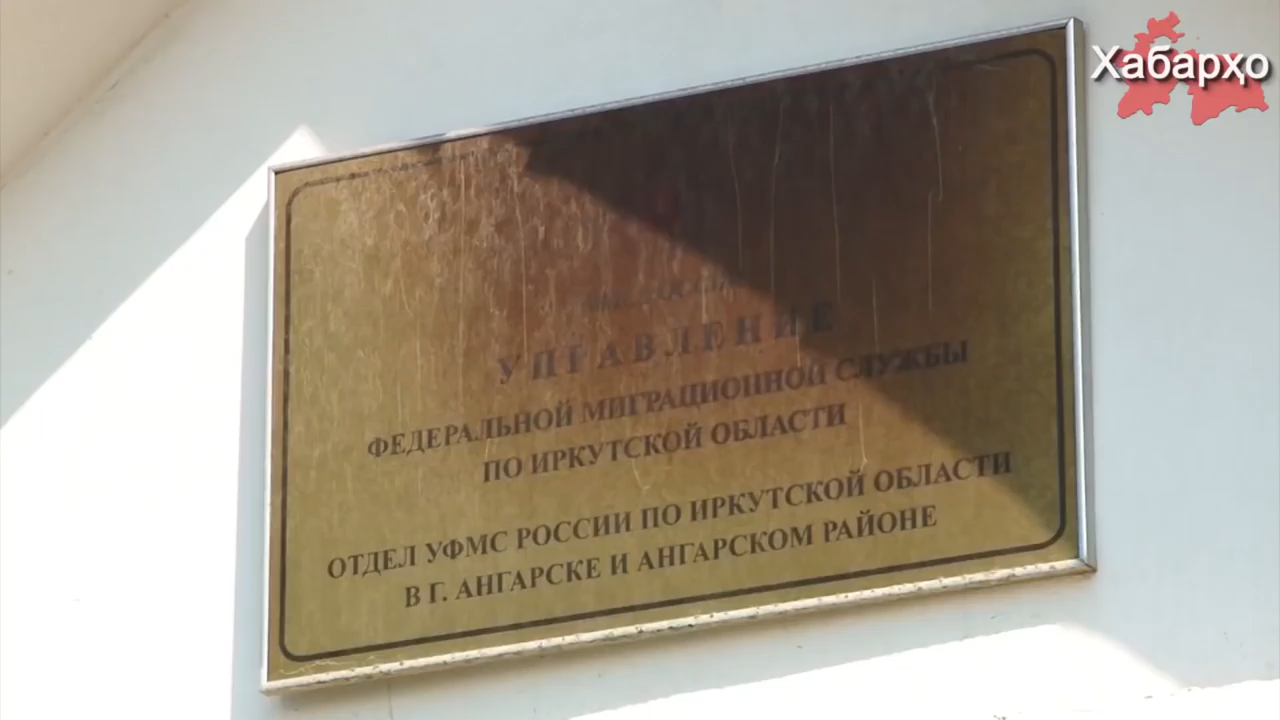 Хабарҳо
УПРАВЛЕНИЕ
ФЕДЕРАЛЬНОЙ МИГРАЦИОННОЙ СЛУЖБЫ
ПО ИРКУТСКОЙ ОБЛАСТИ
ОТДЕЛ УФМС РОССИИ ПО ИРКУТСКОЙ ОБЛАСТИ
В Г. АНГАРСКЕ И АНГАРСКОМ РАЙОНЕ